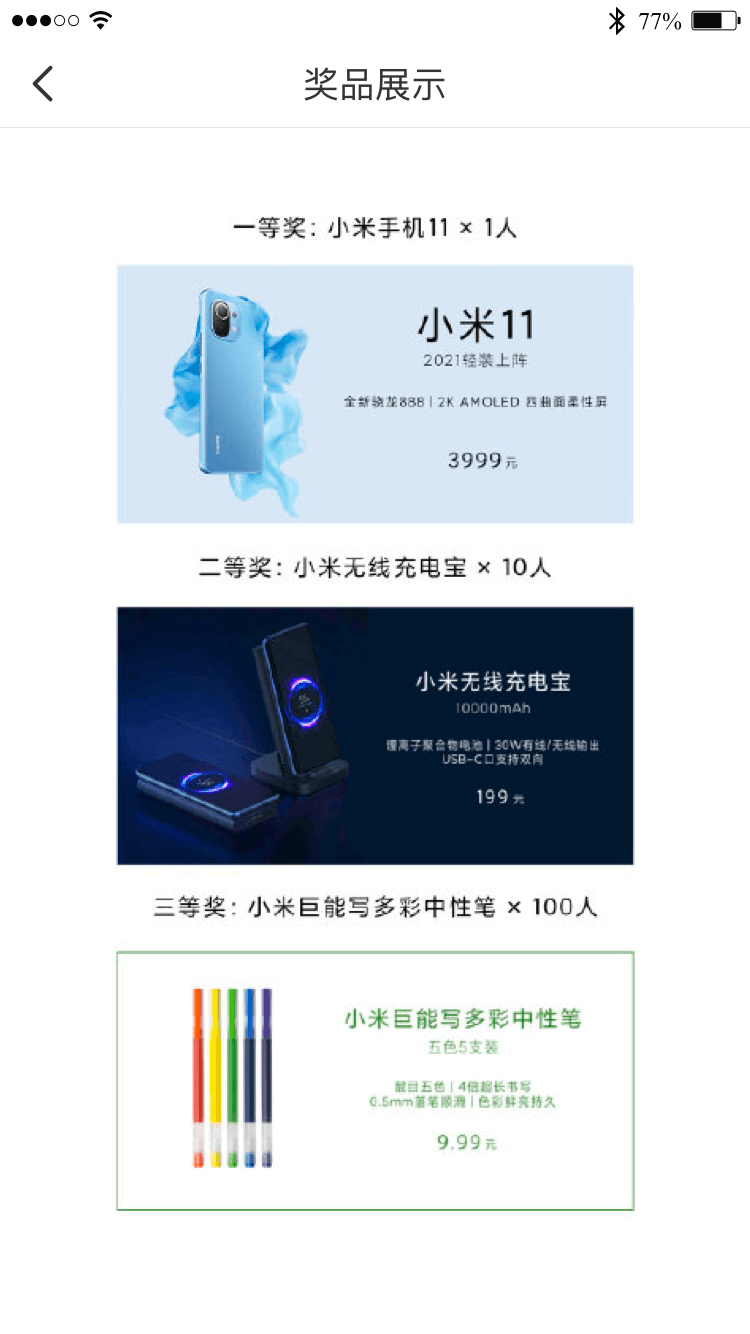 77%
奖品展示
一等奖: 小米手机11 × 1人
小米11
2021轻装上阵
全新骁龙888 | 2K AMOLED 四曲面柔性屏
3999元
二等奖: 小米无线充电宝 × 10人
小米无线充电宝
10000mAh
锂离子聚合物电池 | 30W有线/无线输出
USB-C口支持双向
199元
三等奖: 小米巨能写多彩中性笔 × 100人
小米巨能写多彩中性笔
五色5支装
醒目五色 | 4倍超长书写
0.5mm葺笔顺滑 | 色彩鲜亮持久
9.99元